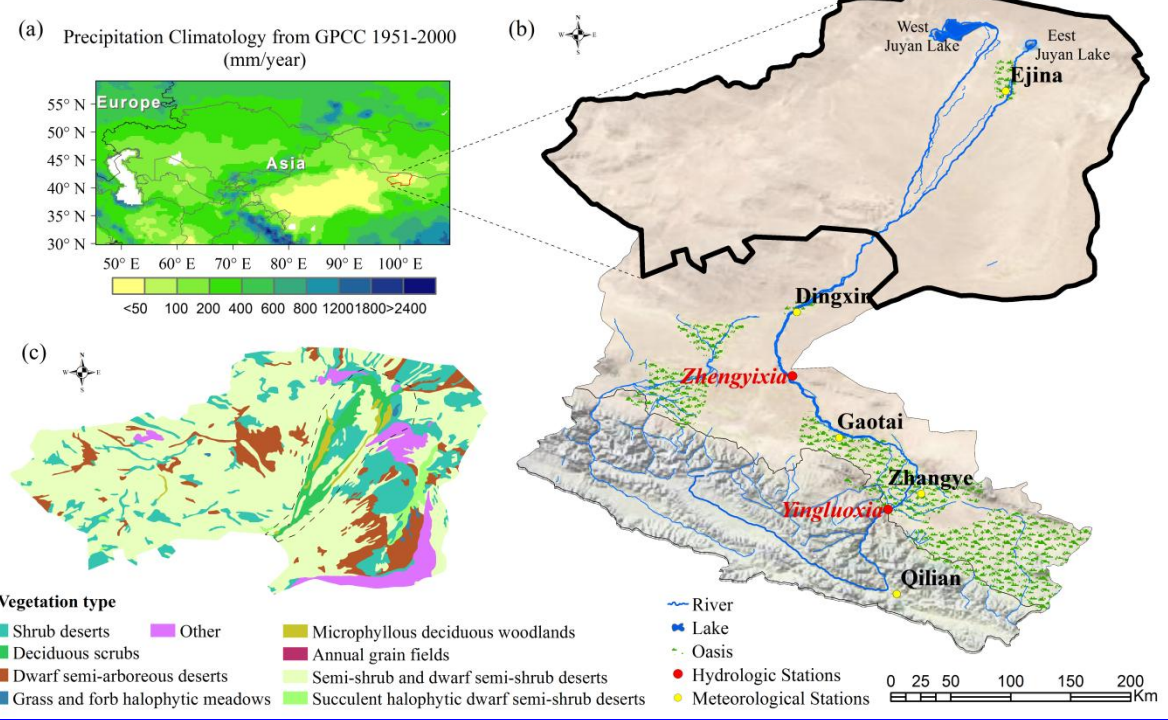 (a)
Precipitation Climatology from GPCC 1951-2000
(mm/year)
55° N
50° N
45° N
40° N
35° N
30° N
Europe
Asia
50° E 60° E 70° E 80° E 90° E 100° E
<50 100 200 400 600 800 1200 1800 >2400
(b)
N
W E
S
West
Juyan Lake
Eest
Juyan Lake
Ejina
Dingxin
Zhengyixia
Gaotai
Zhangye
Yingluoxia
Qilian
River
Lake
Oasis
Hydrologic Stations
Meteorological Stations
0 12.5 25 50 100 150 200
Km
(c)
N
W E
S
Vegetation type
Shrub deserts
Other
Deciduous scrubs
Dwarf semi-arboreous deserts
Grass and forb halophytic meadows
Microphyllous deciduous woodlands
Annual grain fields
Semi-shrub and dwarf semi-shrub deserts
Succulent halophytic dwarf semi-shrub deserts